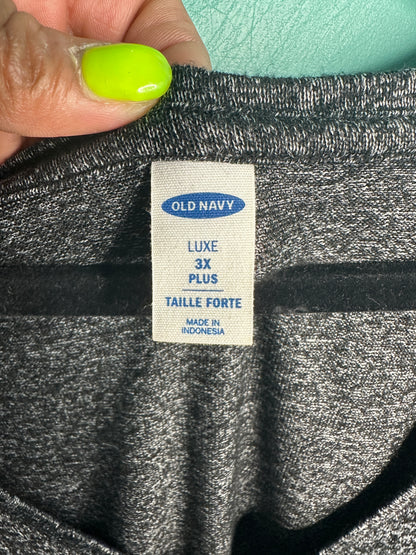 OLD NAVY
LUXE
3X
PLUS
TAILLE FORTE
MADE IN
INDONESIA